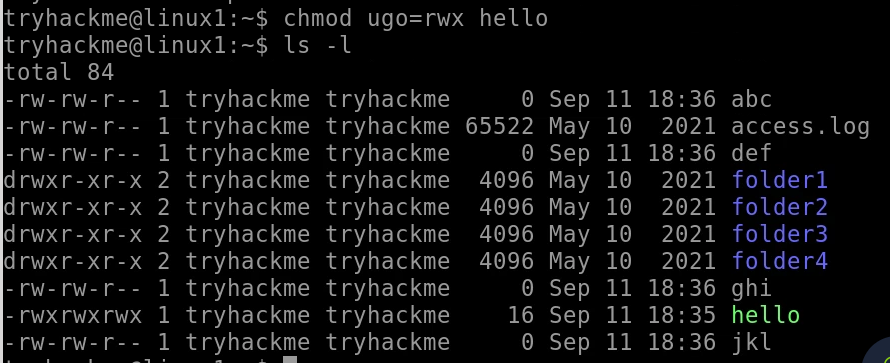 tryhackme@linux1:~$ chmod ugo=rwx hello
tryhackme@linux1:~$ ls -l
total 84
-rw-rw-r-- 1 tryhackme tryhackme     0 Sep 11 18:36 abc
-rw-rw-r-- 1 tryhackme tryhackme 65522 May 10  2021 access.log
-rw-rw-r-- 1 tryhackme tryhackme     0 Sep 11 18:36 def
drwxr-xr-x 2 tryhackme tryhackme  4096 May 10  2021 folder1
drwxr-xr-x 2 tryhackme tryhackme  4096 May 10  2021 folder2
drwxr-xr-x 2 tryhackme tryhackme  4096 May 10  2021 folder3
drwxr-xr-x 2 tryhackme tryhackme  4096 May 10  2021 folder4
-rw-rw-r-- 1 tryhackme tryhackme     0 Sep 11 18:36 ghi
-rwxrwxrwx 1 tryhackme tryhackme    16 Sep 11 18:35 hello
-rw-rw-r-- 1 tryhackme tryhackme     0 Sep 11 18:36 jkl
tryhackme@linux1:~$